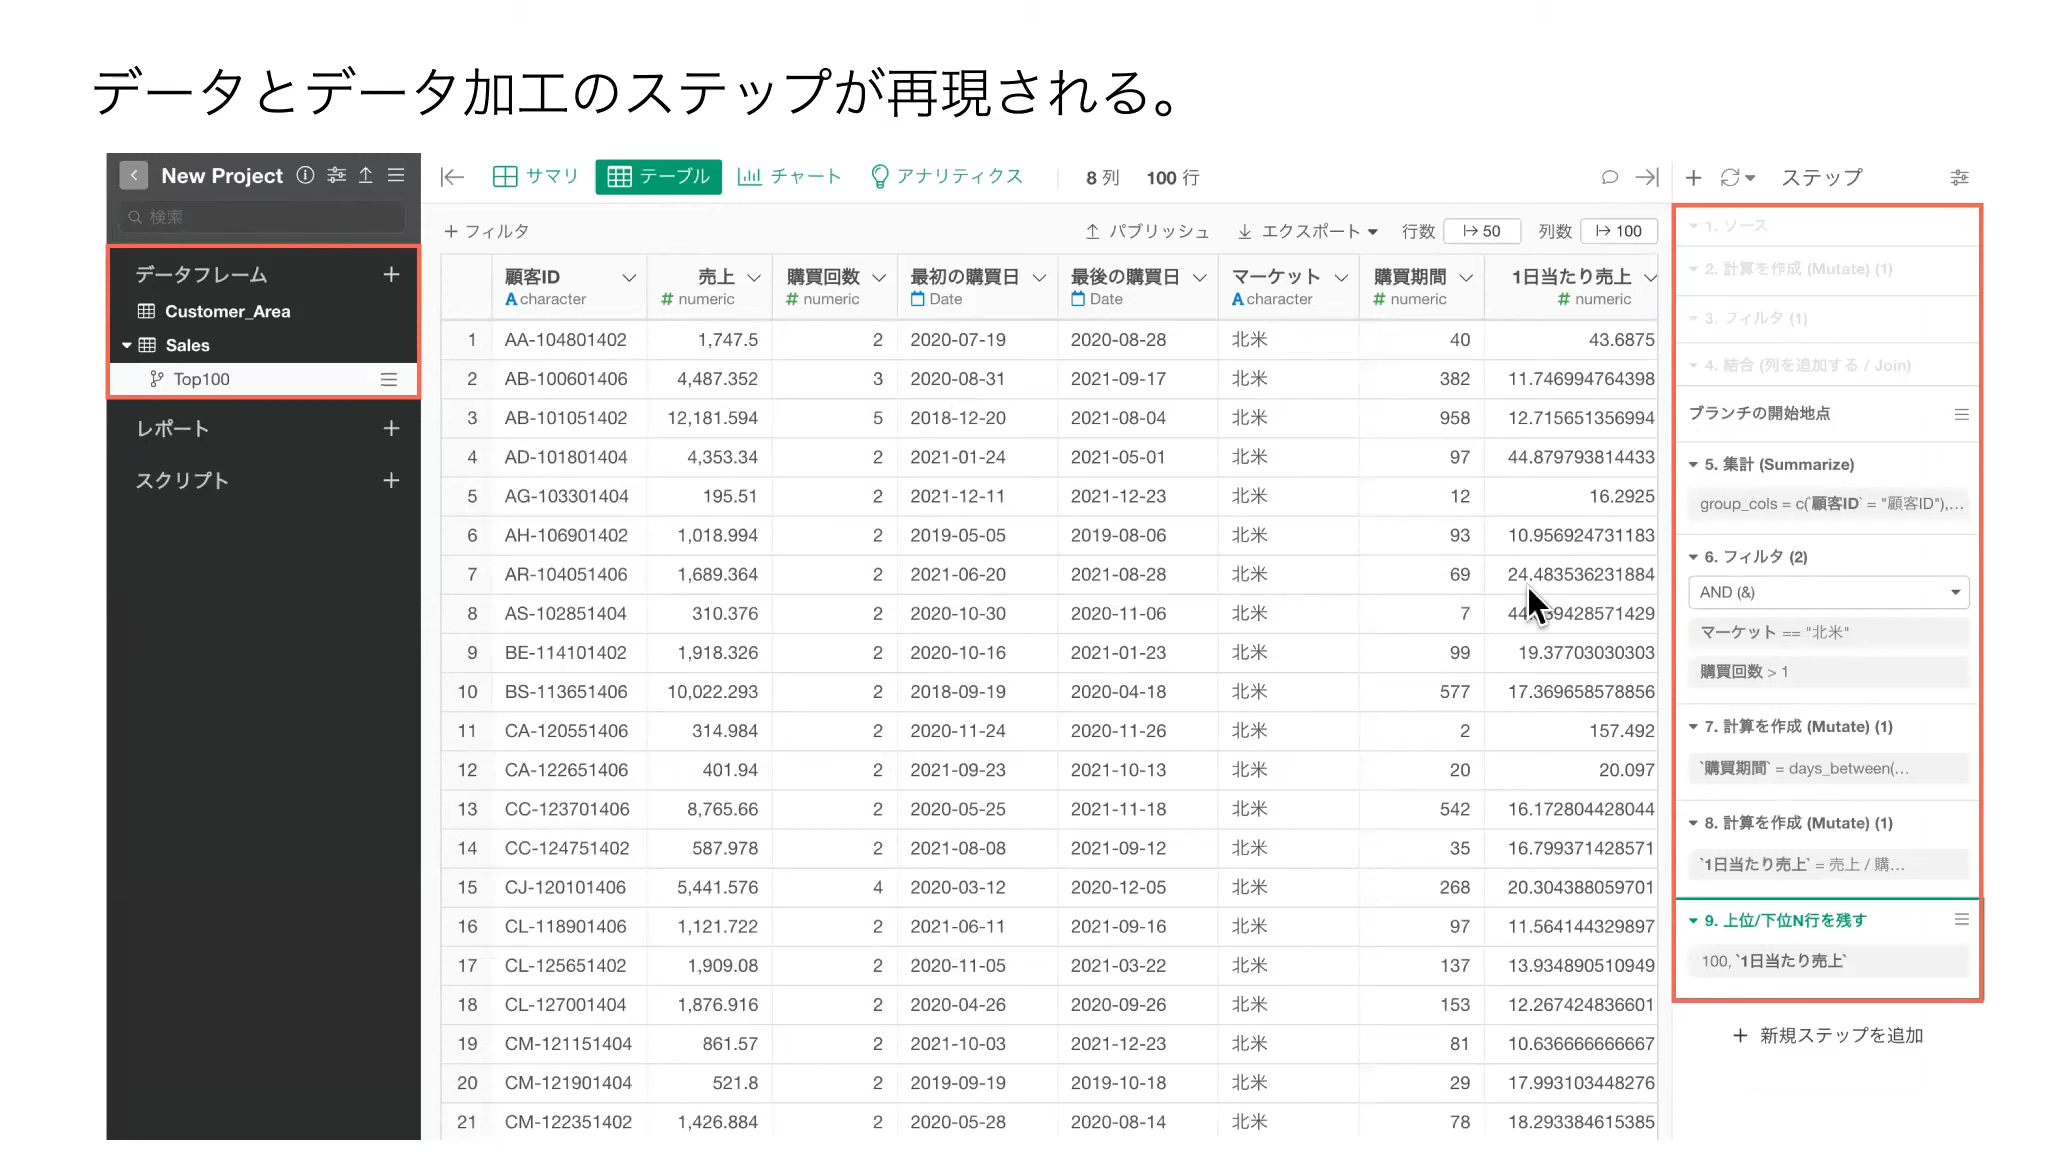 データとデータ加工のステップが再現される。
New Project
検索
データフレーム
Customer_Area
Sales
Top100
レポート
スクリプト
サマリ テーブル チャート アナリティクス 8 列 100 行
フィルタ パブリッシュ エクスポート 行数 50 列数 100
顧客ID 売上 購買回数 最初の購買日 最後の購買日 マーケット 購買期間 1日当たり売上
A character # numeric # numeric Date Date A character # numeric # numeric
1 AA-104801402 1,747.5 2 2020-07-19 2020-08-28 北米 40 43.6875
2 AB-100601406 4,487.352 3 2020-08-31 2021-09-17 北米 382 11.746994764398
3 AB-101051402 12,181.594 5 2018-12-20 2021-08-04 北米 958 12.715651356994
4 AD-101801404 4,353.34 2 2021-01-24 2021-05-01 北米 97 44.879793814433
5 AG-103301404 195.51 2 2021-12-11 2021-12-23 北米 12 16.2925
6 AH-106901402 1,018.994 2 2019-05-05 2019-08-06 北米 93 10.956924731183
7 AR-104051406 1,689.364 2 2021-06-20 2021-08-28 北米 69 24.483536231884
8 AS-102851404 310.376 2 2020-10-30 2020-11-06 北米 7
9 BE-114101402 1,918.326 2 2020-10-16 2021-01-23 北米 99 19.37703030303
10 BS-113651406 10,022.293 2 2018-09-19 2020-04-18 北米 577 17.369658578856
11 CA-120551406 314.984 2 2020-11-24 2020-11-26 北米 2 157.492
12 CA-122651406 401.94 2 2021-09-23 2021-10-13 北米 20 20.097
13 CC-123701406 8,765.66 2 2020-05-25 2021-11-18 北米 542 16.172804428044
14 CC-124751402 587.978 2 2021-08-08 2021-09-12 北米 35 16.799371428571
15 CJ-120101406 5,441.576 4 2020-03-12 2020-12-05 北米 268 20.304388059701
16 CL-118901406 1,121.722 2 2021-06-11 2021-09-16 北米 97 11.564144329897
17 CL-125651402 1,909.08 2 2020-11-05 2021-03-22 北米 137 13.934890510949
18 CL-127001404 1,876.916 2 2020-04-26 2020-09-26 北米 153 12.267424836601
19 CM-121151404 861.57 2 2021-10-03 2021-12-23 北米 81 10.636666666667
20 CM-121901404 521.8 2 2019-09-19 2019-10-18 北米 29 17.993103448276
21 CM-122351402 1,426.884 2 2020-05-28 2020-08-14 北米 78 18.293384615385
ステップ
1. ソース
2. 計算を作成 (Mutate) (1)
3. フィルタ (1)
4. 結合 (列を追加する / Join)
ブランチの開始地点
5. 集計 (Summarize)
group_cols = c(`顧客ID` = "顧客ID"),...
6. フィルタ (2)
AND (&)
マーケット == "北米"
購買回数 > 1
7. 計算を作成 (Mutate) (1)
`購買期間` = days_between(...
8. 計算を作成 (Mutate) (1)
`1日当たり売上` = 売上 / 購...
9. 上位/下位N行を残す
100, `1日当たり売上`
+ 新規ステップを追加